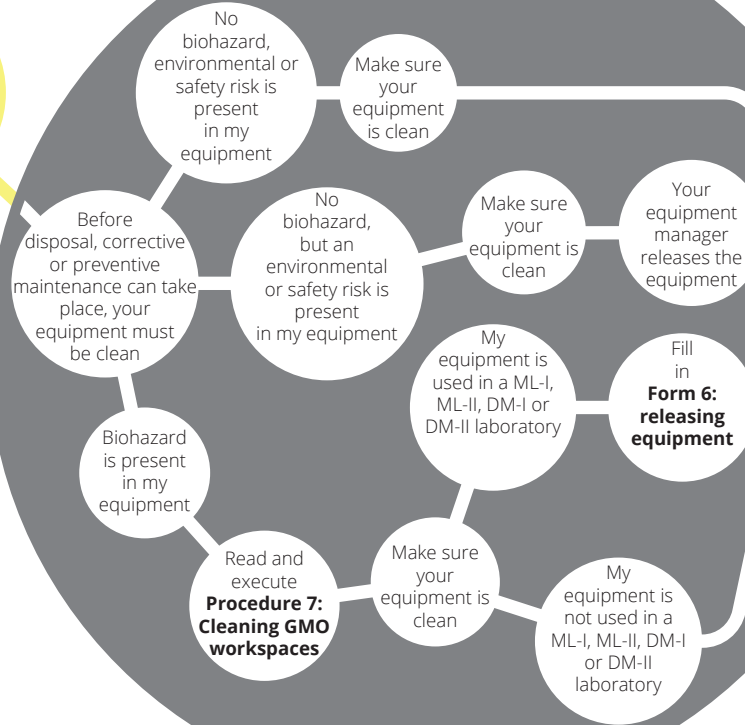 No
biohazard,
environmental or
safety risk is
present
in my
equipment
Make sure
your
equipment
is clean
Before
disposal, corrective
or preventive
maintenance can take
place, your
equipment must
be clean
No
biohazard,
but an
environmental
or safety risk is
present
in my equipment
Make sure
your
equipment is
clean
Your
equipment
manager
releases the
equipment
My
equipment is
used in a ML-I,
ML-II, DM-I or
DM-II laboratory
Fill
in
Form 6:
releasing
equipment
Biohazard
is present
in my
equipment
Read and
execute
Procedure 7:
Cleaning GMO
workspaces
Make sure
your
equipment is
clean
My
equipment is
not used in a
ML-I, ML-II, DM-I
or DM-II
laboratory